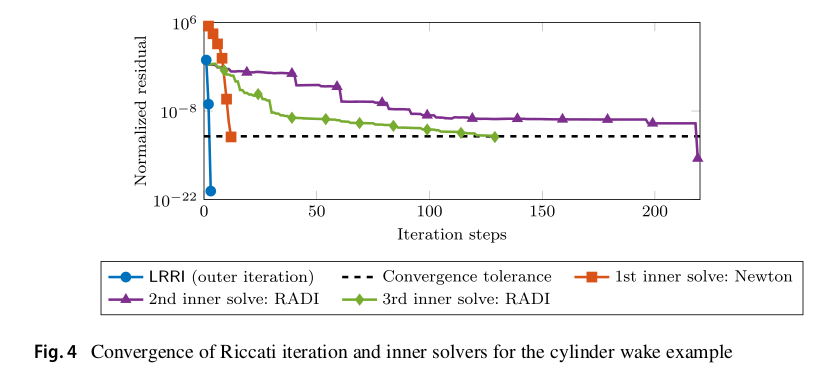 10^6
Normalized residual
10^−8
10^−22
0 50 100 150 200
Iteration steps
LRRI (outer iteration) Convergence tolerance 1st inner solve: Newton
2nd inner solve: RADI 3rd inner solve: RADI
Fig. 4 Convergence of Riccati iteration and inner solvers for the cylinder wake example